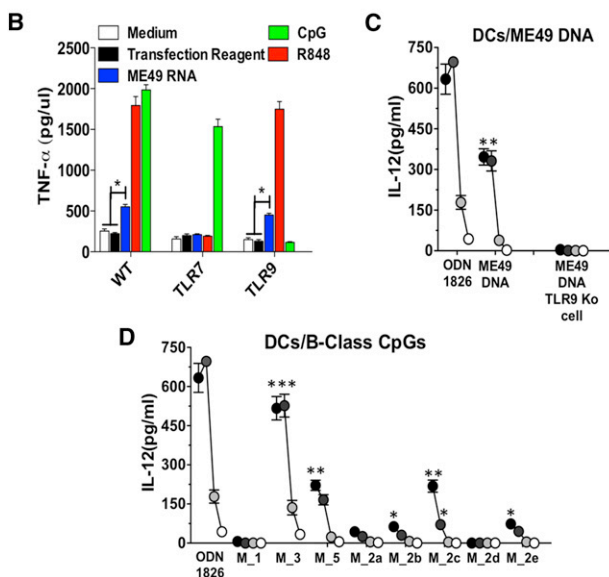 B
Medium
Transfection Reagent
ME49 RNA
CpG
R848
TNF-α (pg/ul)
2500
2000
1500
1000
500
250
0
*
*
WT
TLR7
TLR9
C
DCs/ME49 DNA
IL-12(pg/ml)
750
600
450
300
150
0
**
ODN
1826
ME49
DNA
ME49
DNA
TLR9 Ko
cell
D
DCs/B-Class CpGs
IL-12(pg/ml)
750
600
450
300
150
0
***
**
*
**
*
*
ODN
1826
M_1
M_3
M_5
M_2a
M_2b
M_2c
M_2d
M_2e